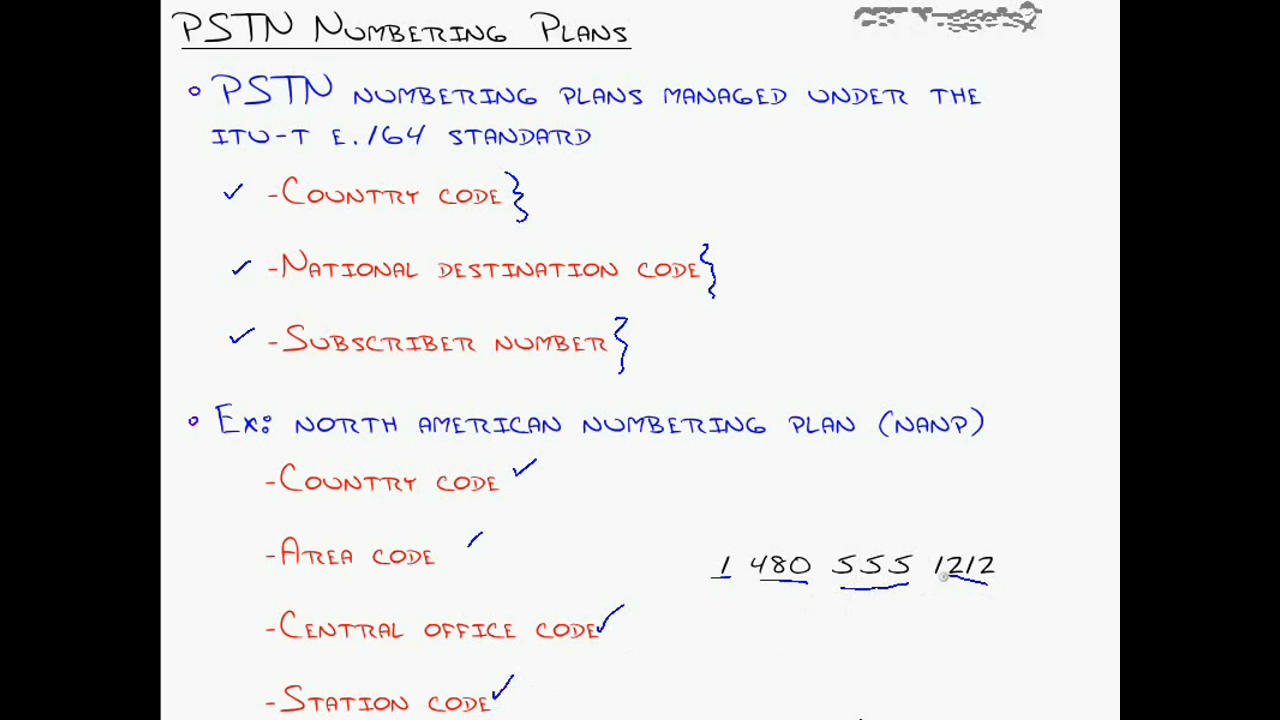 PSTN NUMBERING PLANS
PSTN NUMBERING PLANS MANAGED UNDER THE
ITU-T E.164 STANDARD
-COUNTRY CODE
-NATIONAL DESTINATION CODE
-SUBSCRIBER NUMBER
EX: NORTH AMERICAN NUMBERING PLAN (NANP)
-COUNTRY CODE
-AREA CODE
1 480 555 1212
-CENTRAL OFFICE CODE
-STATION CODE